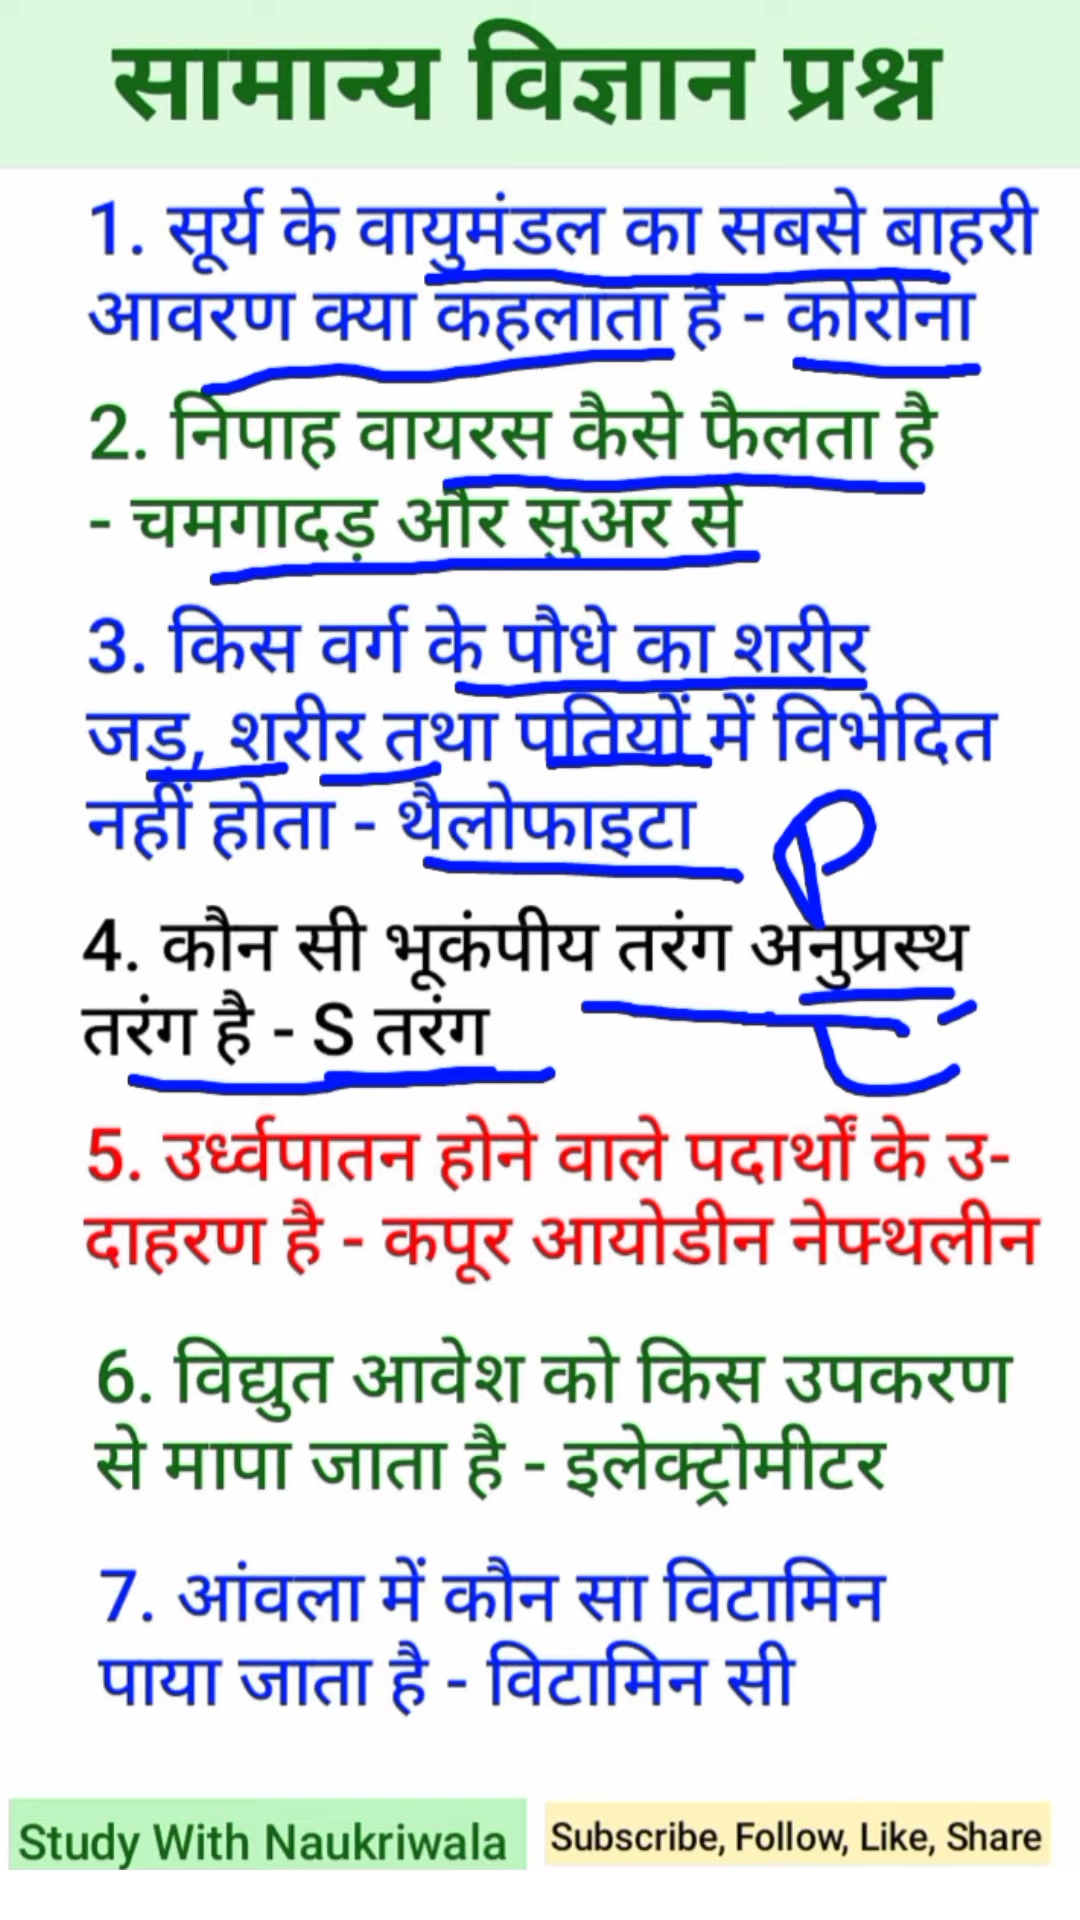 सामान्य विज्ञान प्रश्न
1. सूर्य के वायुमंडल का सबसे बाहरी
आवरण क्या कहलाता है - कोरोना
2. निपाह वायरस कैसे फैलता है
- चमगादड़ और सुअर से
3. किस वर्ग के पौधे का शरीर
जड़, शरीर तथा पतियों में विभेदित
नहीं होता - थैलोफाइटा
P
4. कौन सी भूकंपीय तरंग अनुप्रस्थ
तरंग है - S तरंग
5. उर्ध्वपातन होने वाले पदार्थों के उ-
दाहरण है - कपूर आयोडीन नेफ्थलीन
6. विद्युत आवेश को किस उपकरण
से मापा जाता है - इलेक्ट्रोमीटर
7. आंवला में कौन सा विटामिन
पाया जाता है - विटामिन सी
Study With Naukriwala
Subscribe, Follow, Like, Share